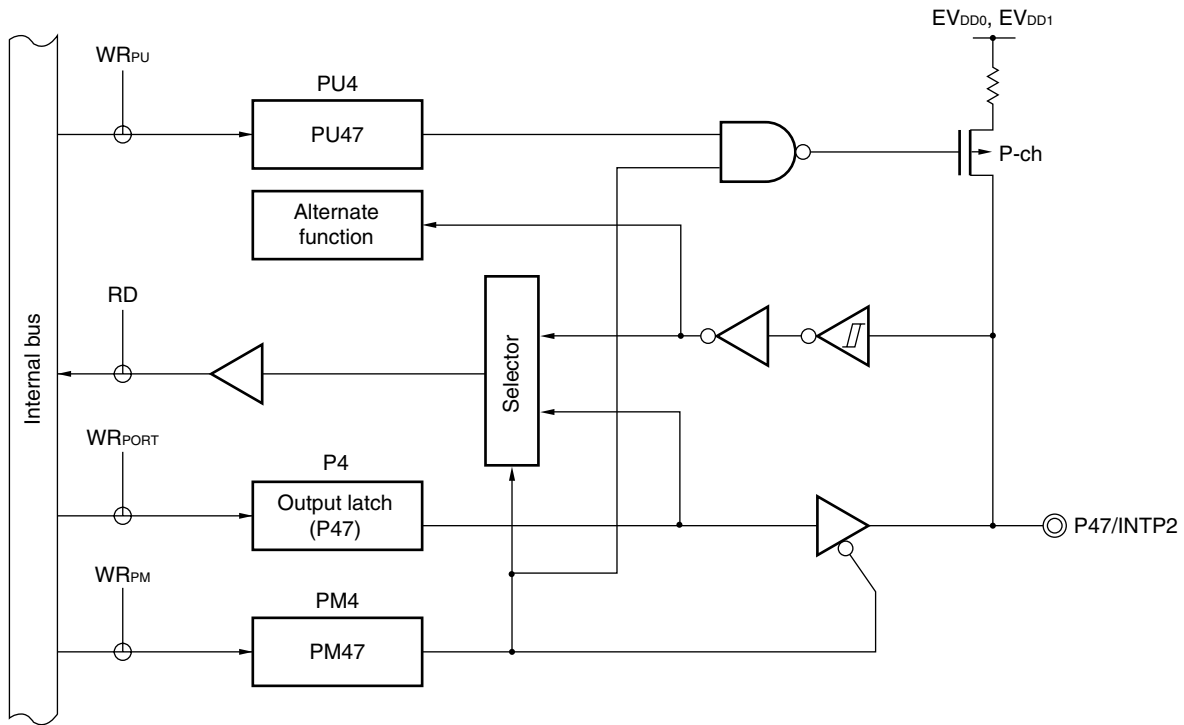 EVDD0, EVDD1
WRPU
PU4
PU47
P-ch
Alternate
function
RD
Internal bus
Selector
WRPORT
P4
Output latch
(P47)
P47/INTP2
WRPM
PM4
PM47